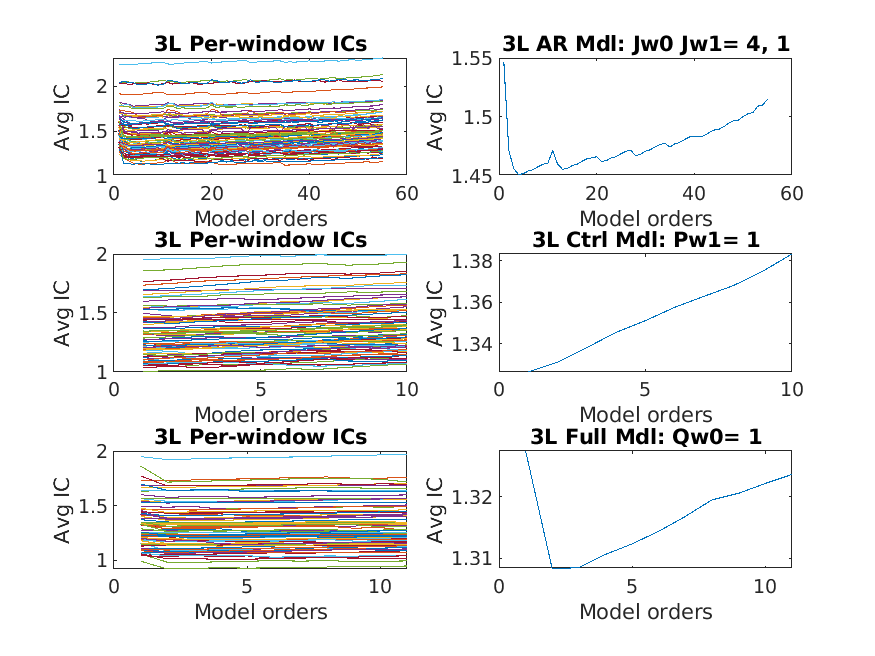 3L Per-window ICs
Avg IC
2
1.5
1
0
20
40
60
Model orders
3L AR Mdl: Jw0 Jw1= 4, 1
Avg IC
1.55
1.5
1.45
0
20
40
60
Model orders
3L Per-window ICs
Avg IC
2
1.5
1
0
5
10
Model orders
3L Ctrl Mdl: Pw1= 1
Avg IC
1.38
1.36
1.34
0
5
10
Model orders
3L Per-window ICs
Avg IC
2
1.5
1
0
5
10
Model orders
3L Full Mdl: Qw0= 1
Avg IC
1.32
1.31
0
5
10
Model orders